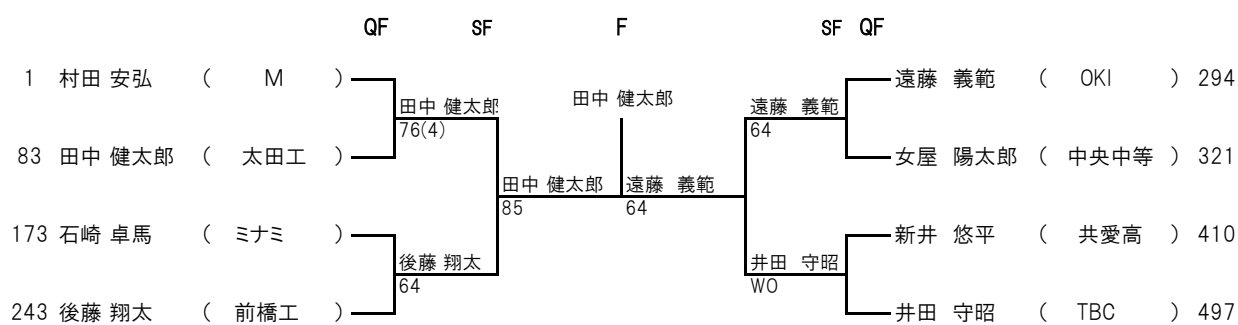 QF SF F SF QF
1 村田 安弘 ( M ) 遠藤 義範 ( OKI ) 294
田中 健太郎 田中 健太郎 遠藤 義範
76(4) 64
83 田中 健太郎 ( 太田工 ) 女屋 陽太郎 ( 中央中等 ) 321
田中 健太郎 遠藤 義範
85 64
173 石崎 卓馬 ( ミナミ ) 新井 悠平 ( 共愛高 ) 410
後藤 翔太 井田 守昭
64 WO
243 後藤 翔太 ( 前橋工 ) 井田 守昭 ( TBC ) 497